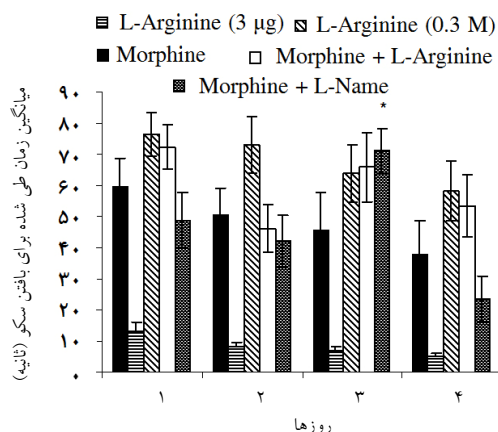 L-Arginine (3 µg) L-Arginine (0.3 M)
Morphine Morphine + L-Arginine
Morphine + L-Name
میانگین زمان طی شده برای یافتن سکو (ثانیه)
۹۰
۸۰
۷۰
۶۰
۵۰
۴۰
۳۰
۲۰
۱۰
۰
*
۱ ۲ ۳ ۴
روزها